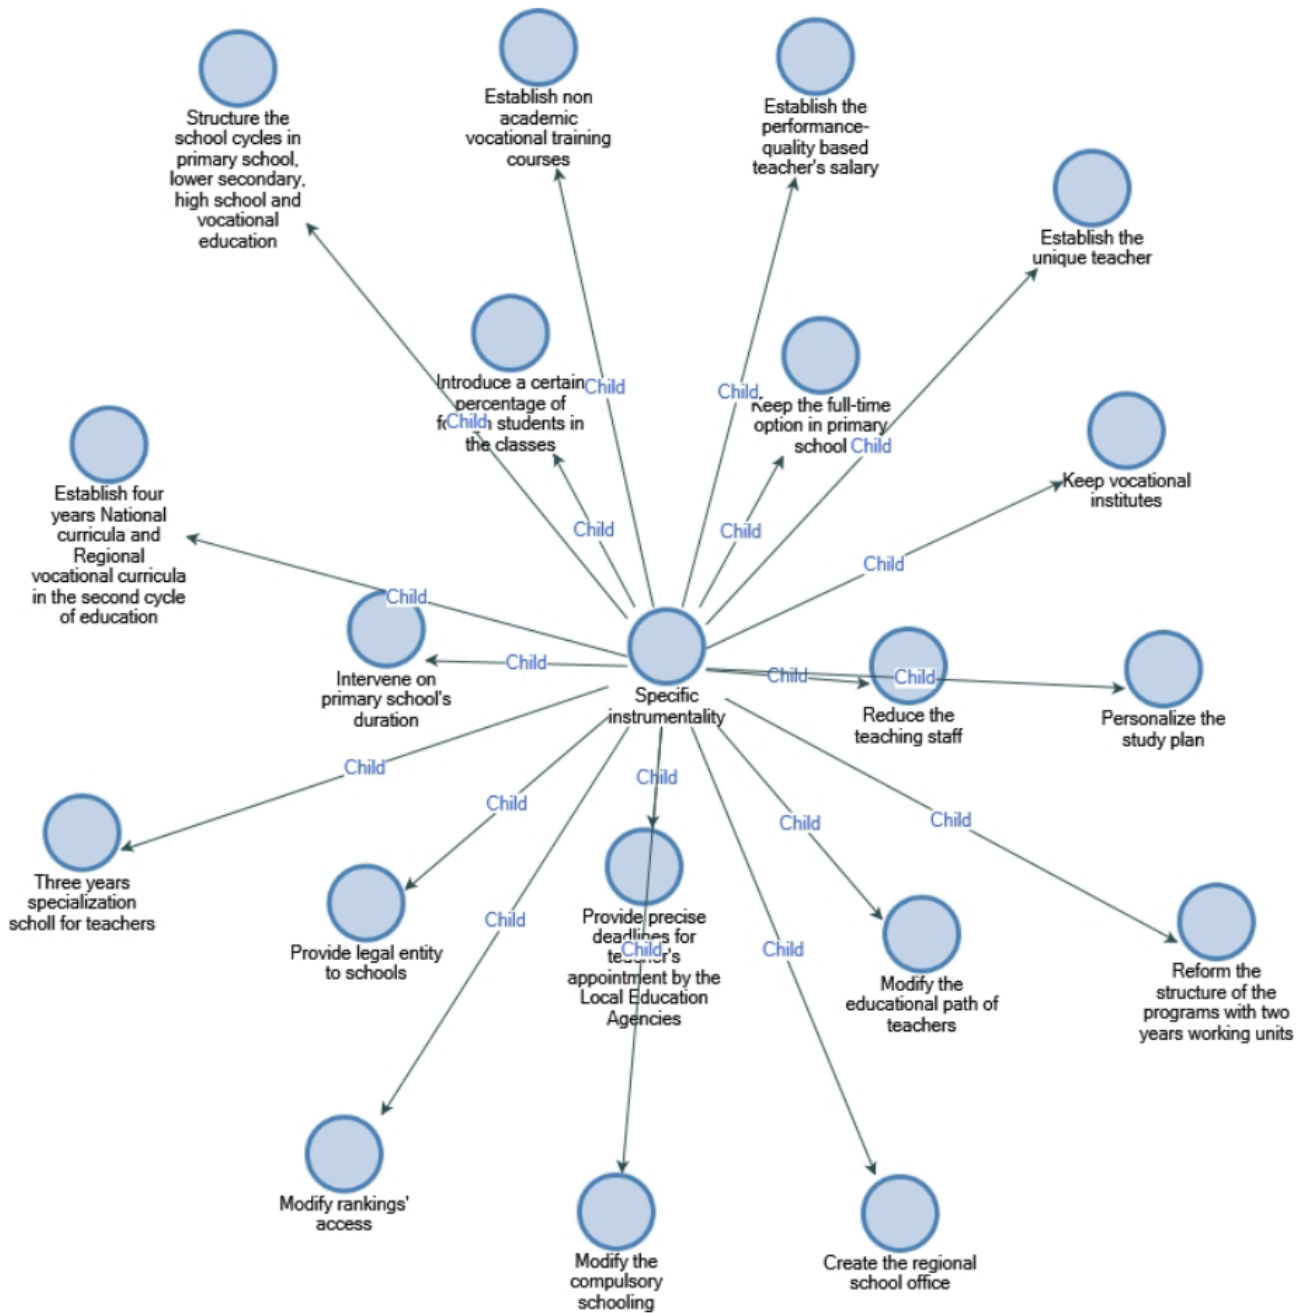 Structure the
school cycles in
primary school,
lower secondary,
high school and
vocational
education
Establish non
academic
vocational training
courses
Establish the
performance-
quality based
teacher's salary
Establish the
unique teacher
Introduce a certain
percentage of
students in
the classes
Child
Child
Child
Keep the full-time
option in primary
school
Child
Keep vocational
institutes
Establish four
years National
curricula and
Regional
vocational curricula
in the second cycle
of education
Child
Child
Child
Child
Intervene on
primary school's
duration
Child
Specific
instrumentality
Child
Child
Reduce the
teaching staff
Personalize the
study plan
Child
Child
Child
Child
Child
Three years
specialization
scholl for teachers
Provide legal entity
to schools
Child
Provide precise
deadlines for
teacher's
appointment by the
Local Education
Agencies
Child
Child
Modify the
educational path of
teachers
Reform the
structure of the
programs with two
years working units
Modify rankings'
access
Modify the
compulsory
schooling
Create the regional
school office